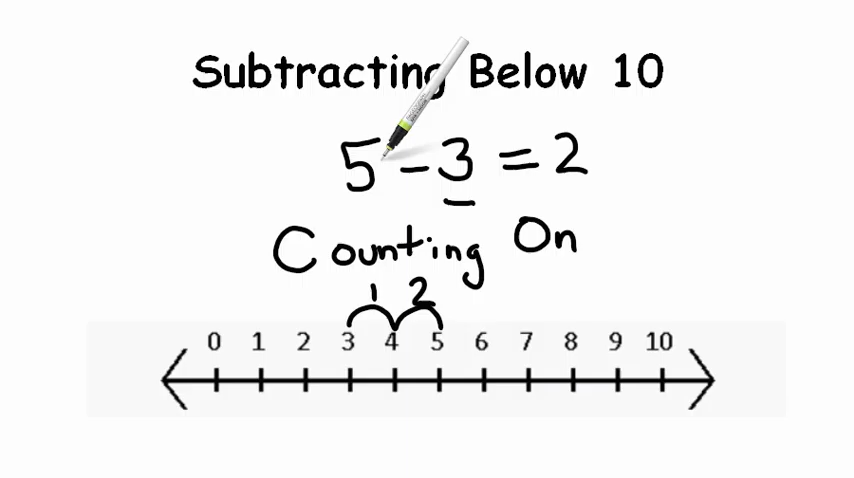 Subtracting Below 10
5 - 3 = 2
Counting On
1 2
0 1 2 3 4 5 6 7 8 9 10